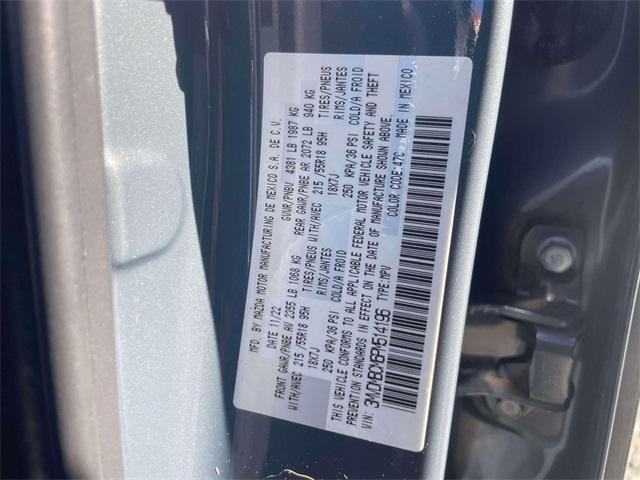 MFD. BY MAZDA MOTOR MANUFACTURING DE MEXICO S.A. DE C.V.
DATE 11/22 GVWR/PNBV 4381 LB 1987 KG
FRONT GAWR/PNBE AV 2355 LB 1068 KG REAR GAWR/PNBE AR 2072 LB 940 KG
WITH/AVEC 215 /55R18 95H TIRES/PNEUS WITH/AVEC 215 /55R18 95H TIRES/PNEUS
18X7J RIMS/JANTES 18X7J RIMS/JANTES
250 KPA/36 PSI COLD/A FROID 250 KPA/36 PSI COLD/A FROID
THIS VEHICLE CONFORMS TO ALL APPLICABLE FEDERAL MOTOR VEHICLE SAFETY AND THEFT
PREVENTION STANDARDS IN EFFECT ON THE DATE OF MANUFACTURE SHOWN ABOVE.
VIN: TYPE:MPV COLOR CODE:47C MADE IN MEXICO